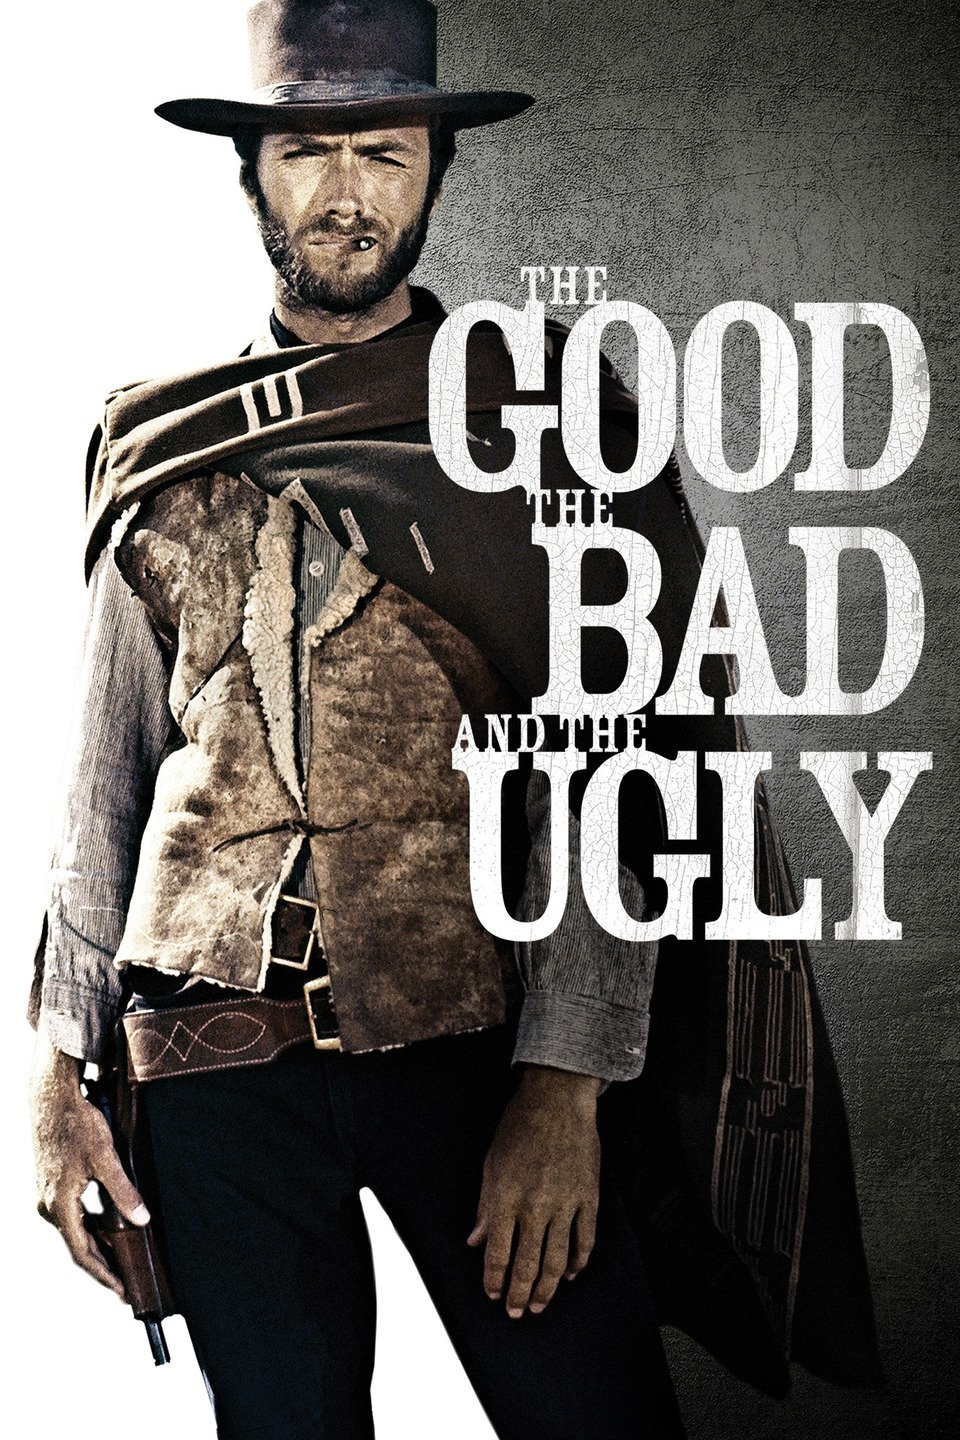 THE
GOOD
THE
BAD
AND THE
UGLY